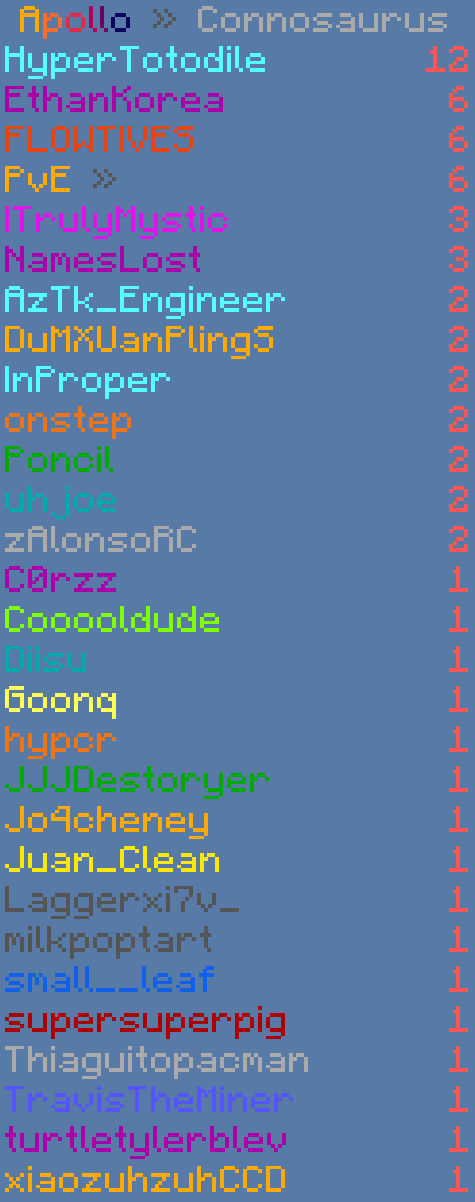 Apollo » Connosaurus
HyperTotodile 12
EthanKorea 6
FLOWTIVES 6
PvE » 6
ITrulyMystic 3
NamesLost 3
AzTk_Engineer 2
DuMXUanPlingS 2
InProper 2
onstep 2
Poncil 2
uhjoe 2
zAlonsoRC 2
C0rzz 1
Cooooldude 1
Diisu 1
Goonq 1
hypcr 1
JJJDestoryer 1
Jo9cheney 1
Juan_Clean 1
Laggerxi7v_ 1
milkpoptart 1
small__leaf 1
supersuperpig 1
Thiaguitopacman 1
TravisTheMiner 1
turtletylerblev 1
xiaozuhzuhCCD 1